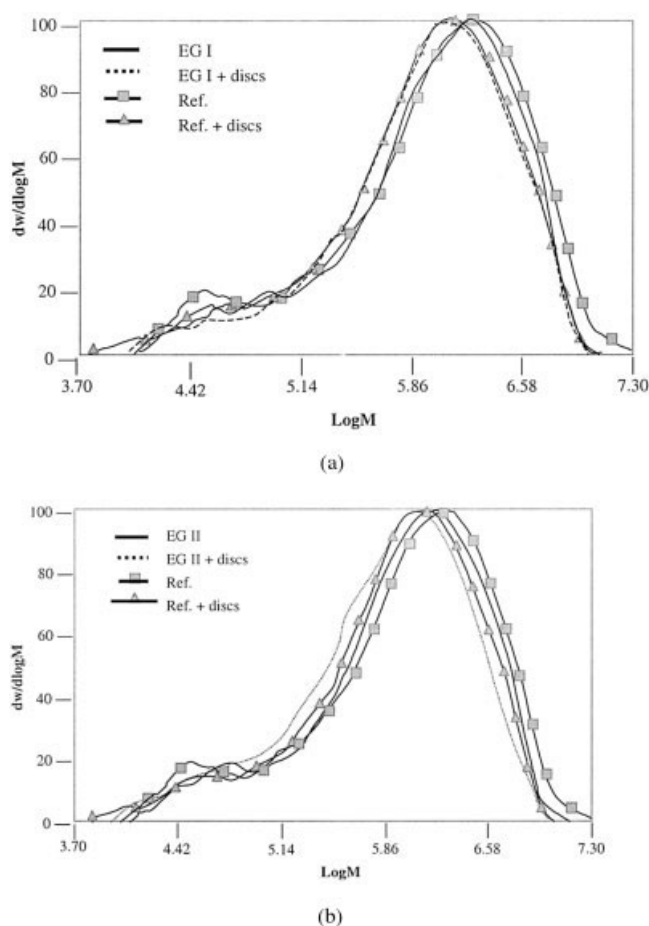 100
80
60
40
20
0
dw/dlogM
EG I
EG I + discs
Ref.
Ref. + discs
3.70 4.42 5.14 5.86 6.58 7.30
LogM
(a)
100
80
60
40
20
0
dw/dlogM
EG II
EG II + discs
Ref.
Ref. + discs
3.70 4.42 5.14 5.86 6.58 7.30
LogM
(b)